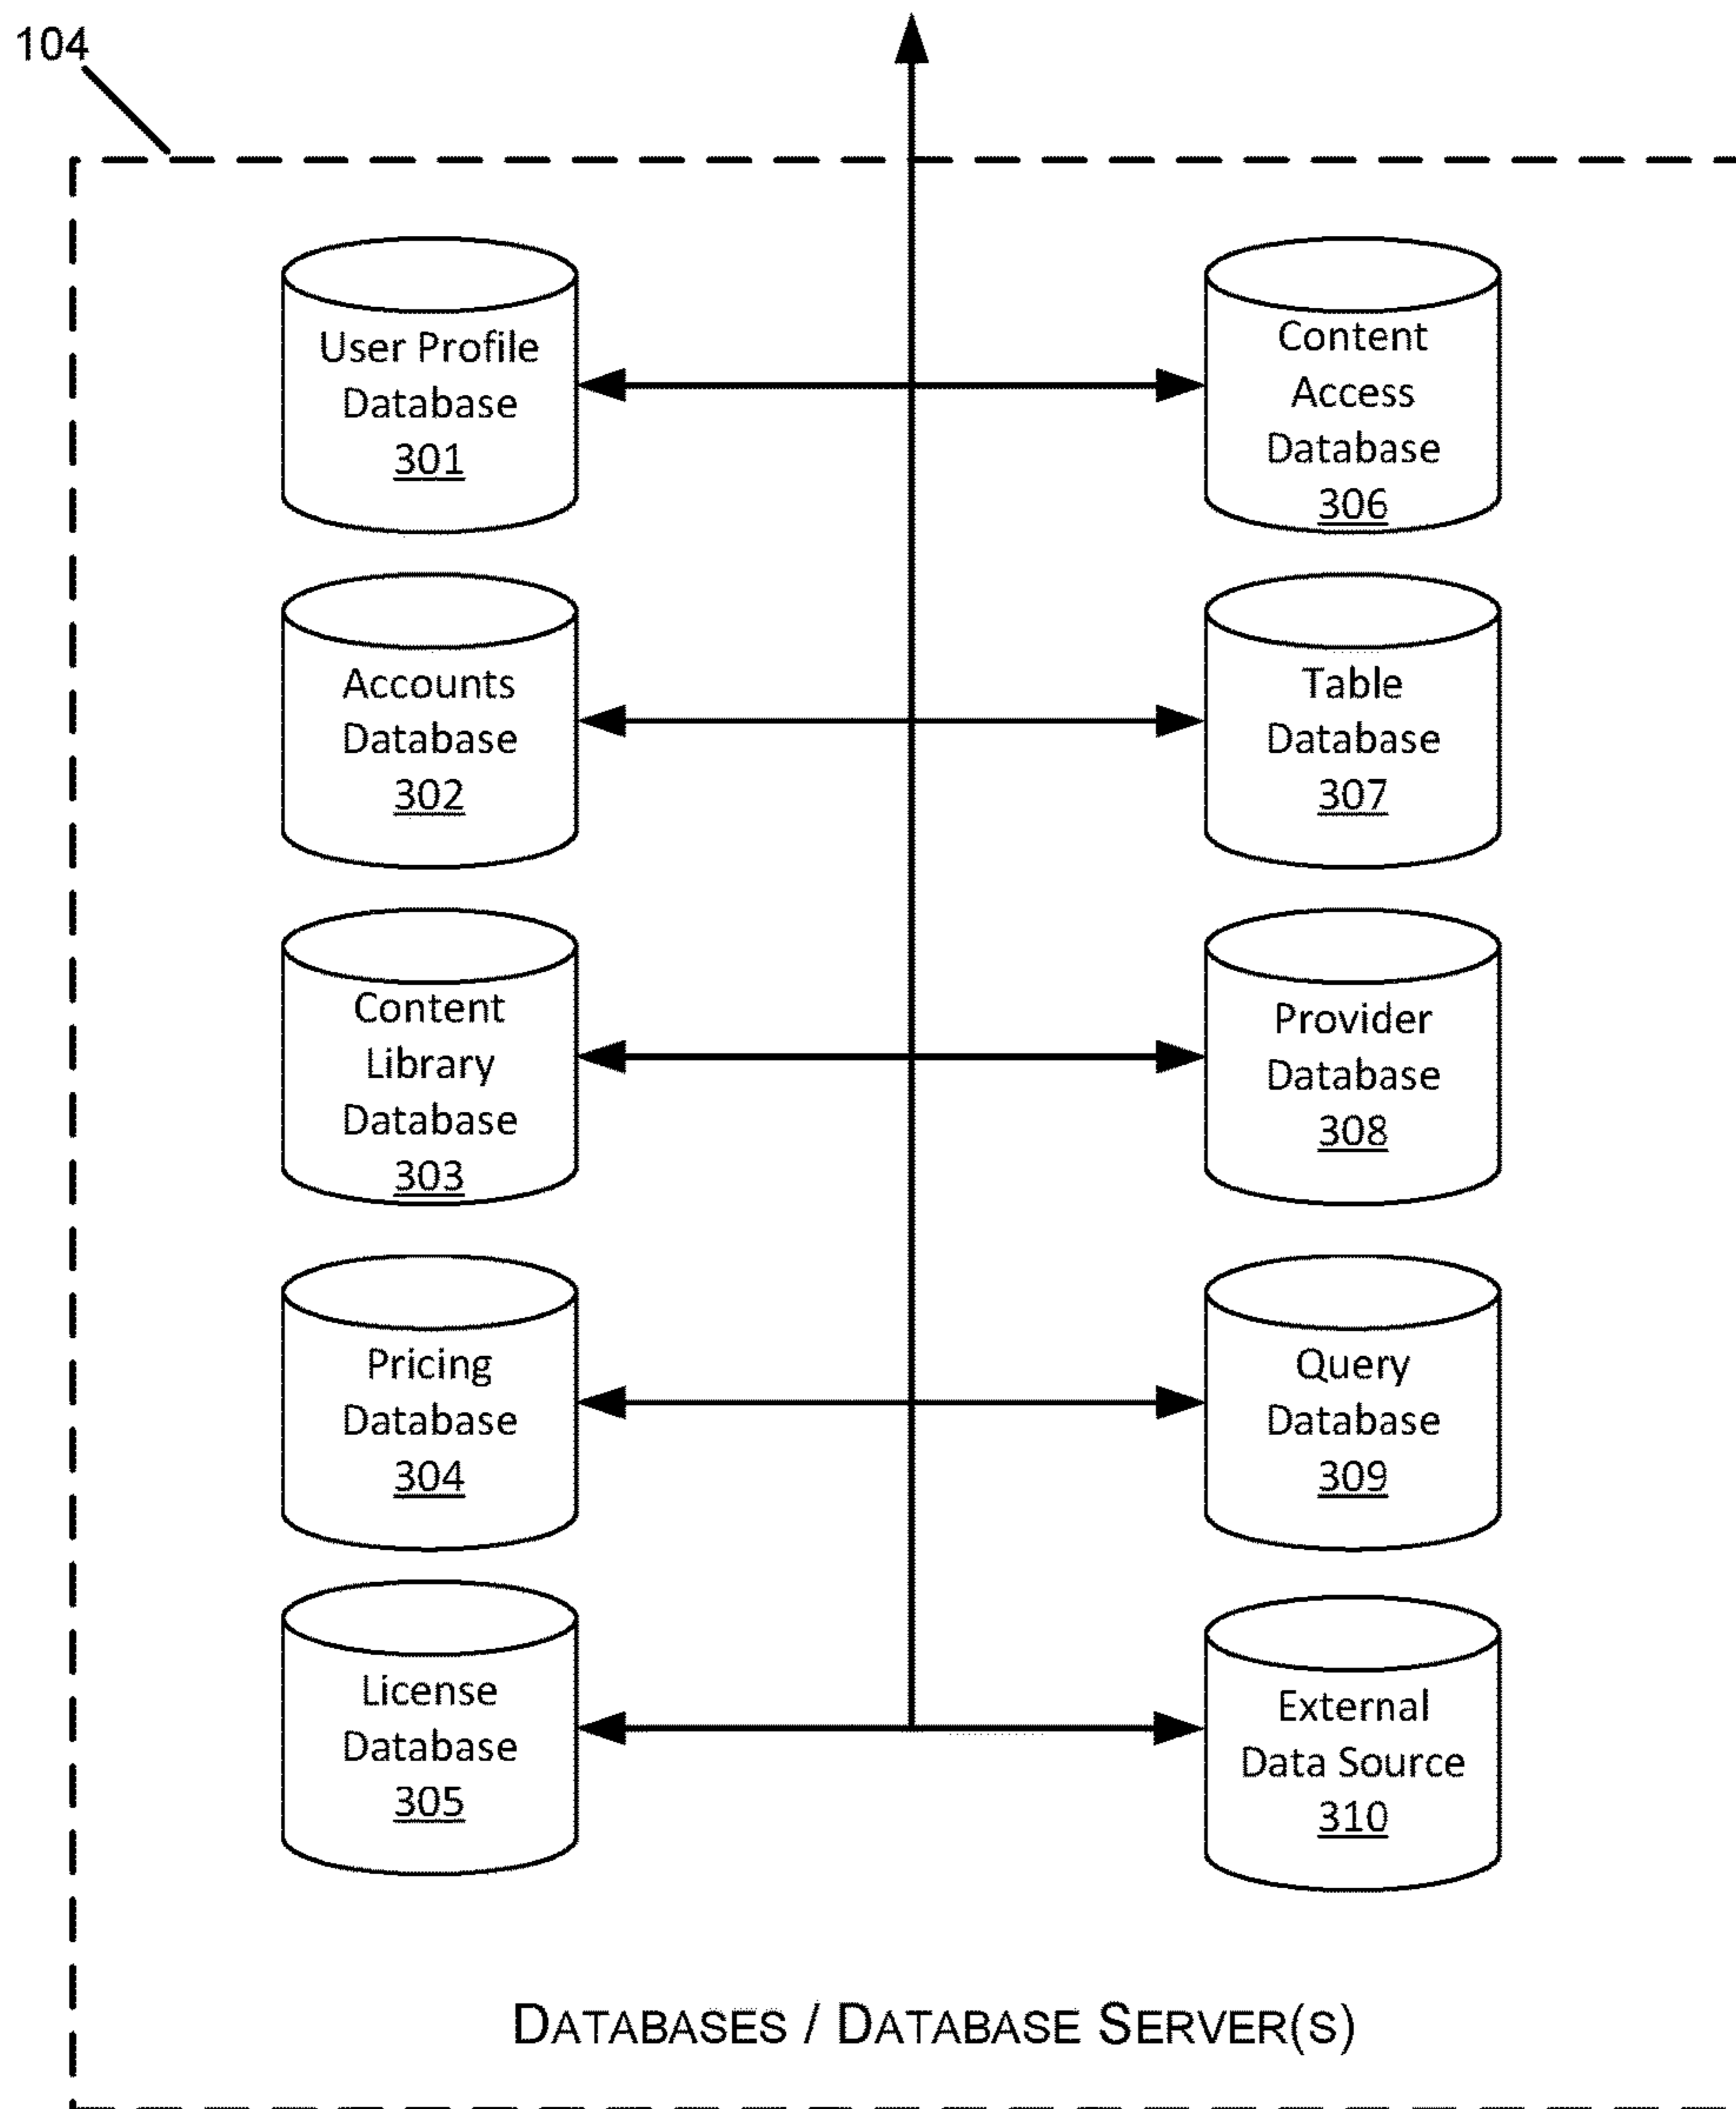 104
User Profile
Database
301
Content
Access
Database
306
Accounts
Database
302
Table
Database
307
Content
Library
Database
303
Provider
Database
308
Pricing
Database
304
Query
Database
309
License
Database
305
External
Data Source
310
DATABASES / DATABASE SERVER(S)